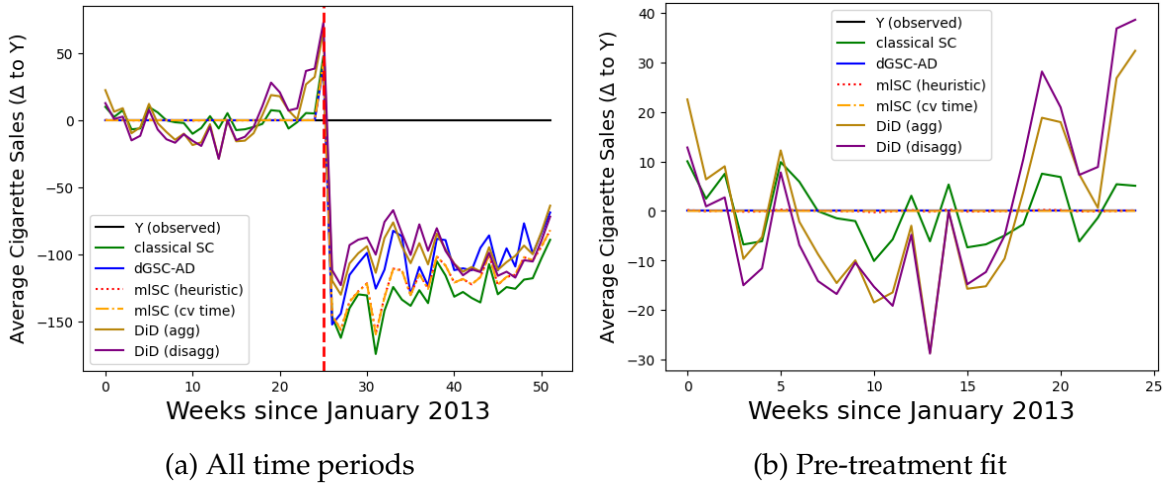 Average Cigarette Sales (Δ to Y)
50
0
−50
−100
−150
Y (observed)
classical SC
dGSC-AD
mlSC (heuristic)
mlSC (cv time)
DiD (agg)
DiD (disagg)
0
10
20
30
40
50
Weeks since January 2013
(a) All time periods
Average Cigarette Sales (Δ to Y)
40
30
20
10
0
−10
−20
−30
Y (observed)
classical SC
dGSC-AD
mlSC (heuristic)
mlSC (cv time)
DiD (agg)
DiD (disagg)
0
5
10
15
20
25
Weeks since January 2013
(b) Pre-treatment fit